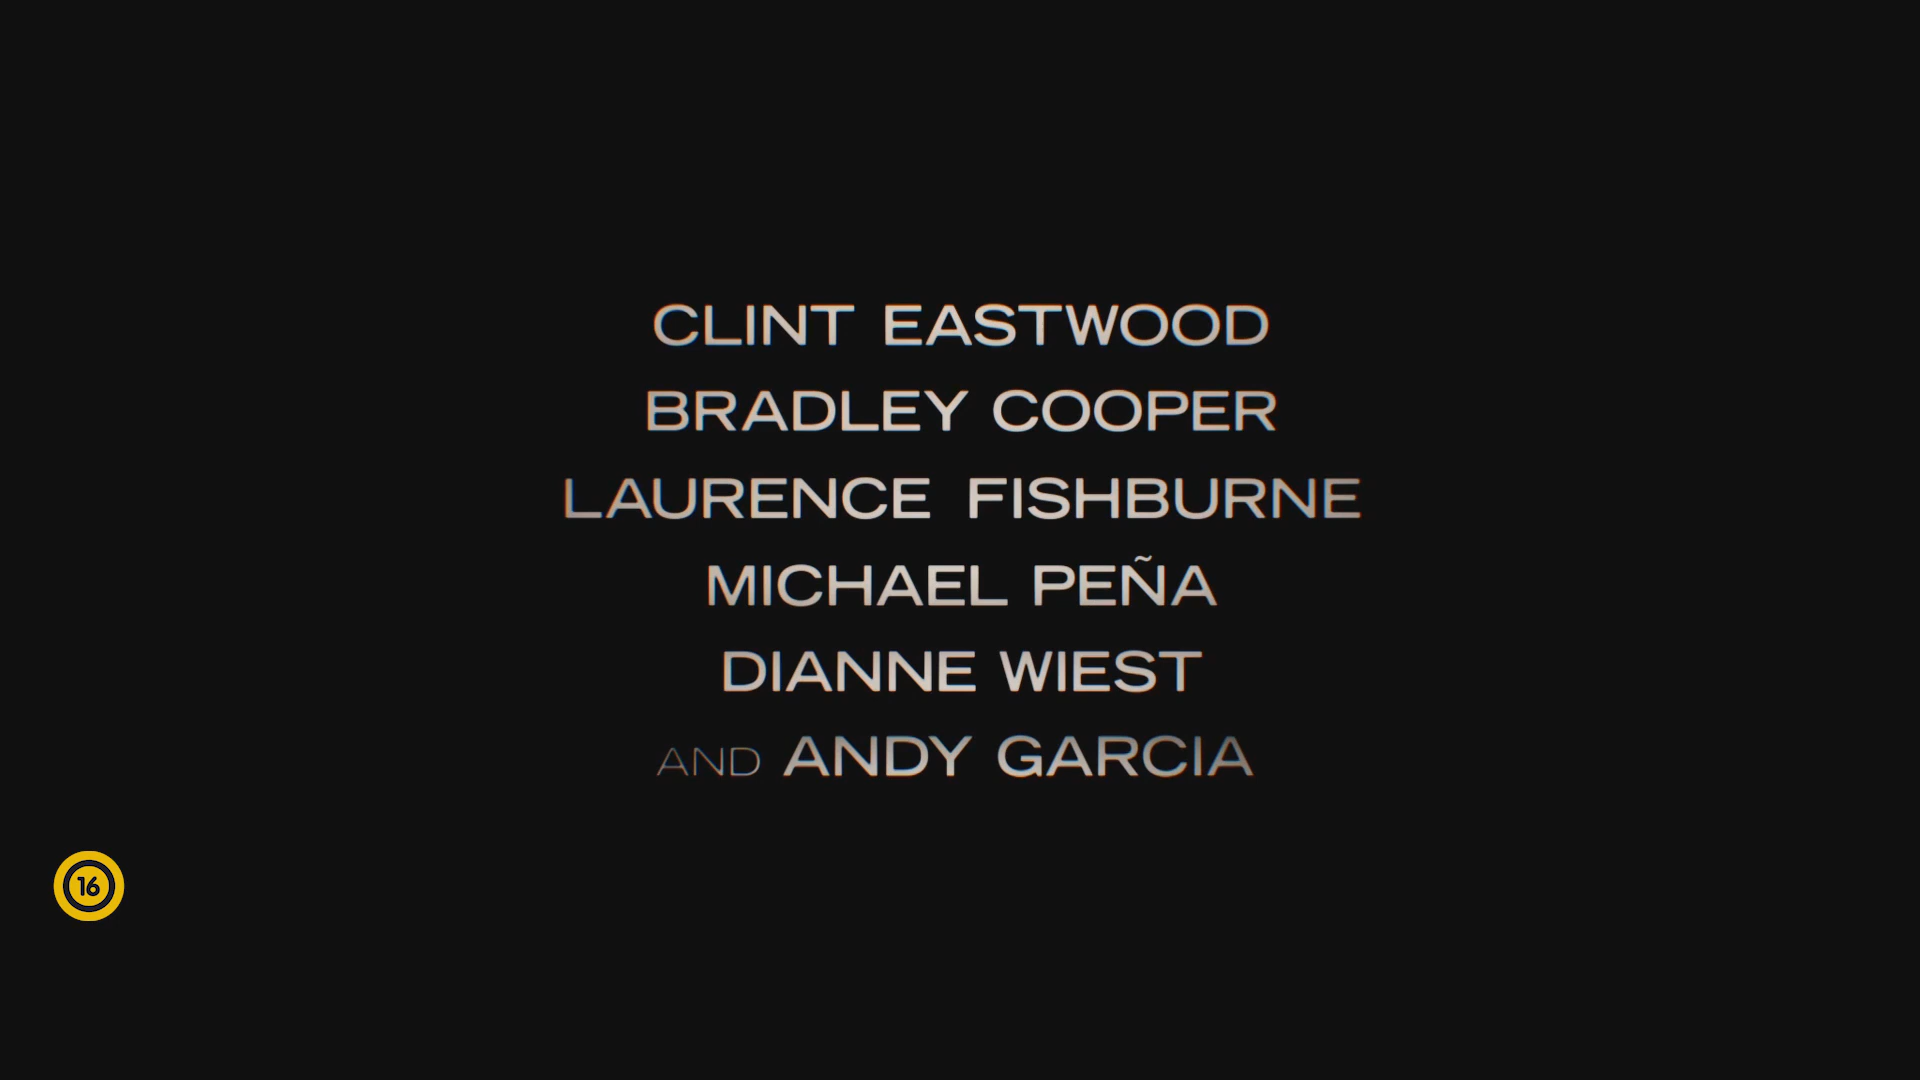 CLINT EASTWOOD
BRADLEY COOPER
LAURENCE FISHBURNE
MICHAEL PEÑA
DIANNE WIEST
AND ANDY GARCIA
16